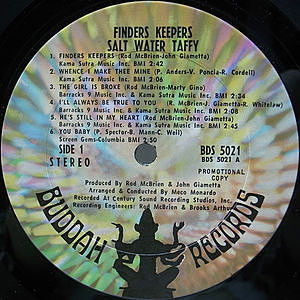 FINDERS KEEPERS
SALT WATER TAFFY
1. FINDERS KEEPERS (Rod McBrien-John Giametta)
Kama Sutra Music Inc. BMI 2:42
2. WHENCE I MAKE THEE MINE (P. Anders-V. Poncia-R. Cordell)
Kama Sutra Music Inc. BMI 2:46
3. THE GIRL IS BROKE (Rod McBrien-Marty Gino)
Barracks 9 Music Inc. & Kama Sutra Music Inc. BMI 2:34
4. I'LL ALWAYS BE TRUE TO YOU (R. McBrien-J. Giametta-R. Whitelaw)
Barracks 9 Music Inc. & Kama Sutra Music Inc. BMI 2:08
5. HE'S STILL IN MY HEART (Rod McBrien-John Giametta)
Barracks 9 Music Inc. & Kama Sutra Music Inc. BMI 2:45
6. YOU BABY (P. Spector-B. Mann-C. Weil)
Screen Gems-Columbia BMI 2:50
SIDE 1
STEREO
BDS 5021
BDS 5021 A
PROMOTIONAL
COPY
Produced by Rod McBrien & John Giametta
Arranged & Conducted by Meco Monardo
Recorded At Century Sound Recording Studios, Inc.
Recording Engineers: Rod McBrien & Brooks Arthur
BUDDAH RECORDS